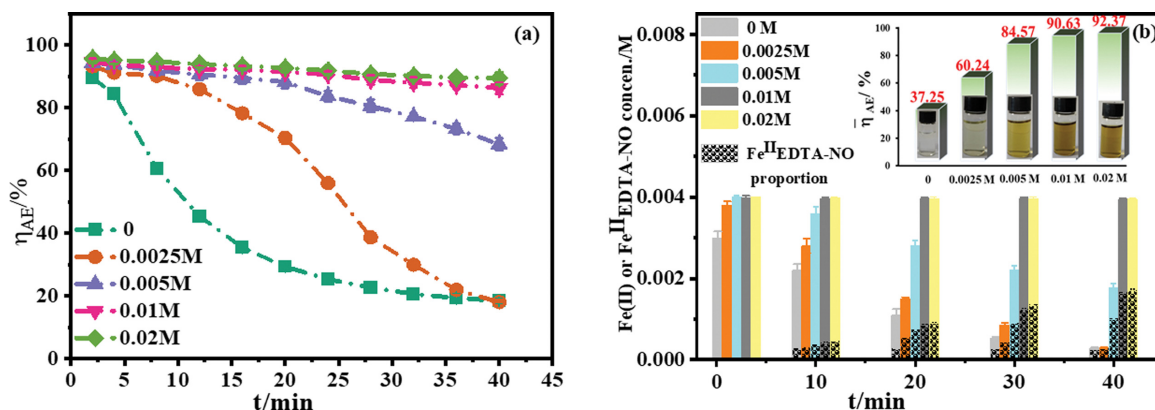 (a)
100
80
60
40
20
0
η_AE/%
0
0.0025M
0.005M
0.01M
0.02M
0 5 10 15 20 25 30 35 40 45
t/min
(b)
0.008
0.006
0.004
0.002
0.000
Fe(II) or Fe^II EDTA-NO concen./M
0 M
0.0025M
0.005M
0.01M
0.02M
Fe^II EDTA-NO
proportion
0 10 20 30 40
t/min
100
80
60
40
20
0
η̄ AE/ %
37.25
60.24
84.57
90.63
92.37
0 0.0025 M 0.005 M 0.01 M 0.02 M